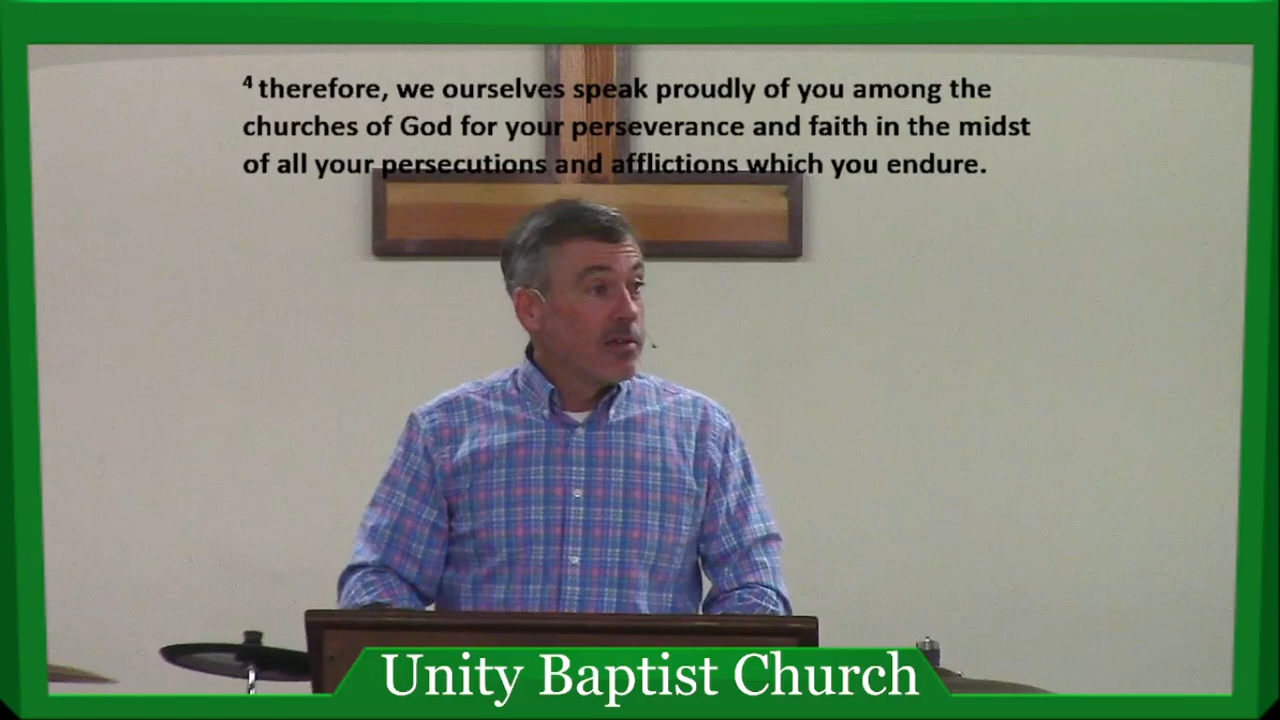 4 therefore, we ourselves speak proudly of you among the
churches of God for your perseverance and faith in the midst
of all your persecutions and afflictions which you endure.
Unity Baptist Church